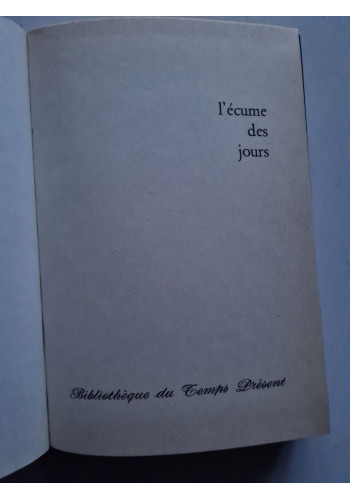 l'écume
des
jours
Bibliothèque du Temps Présent